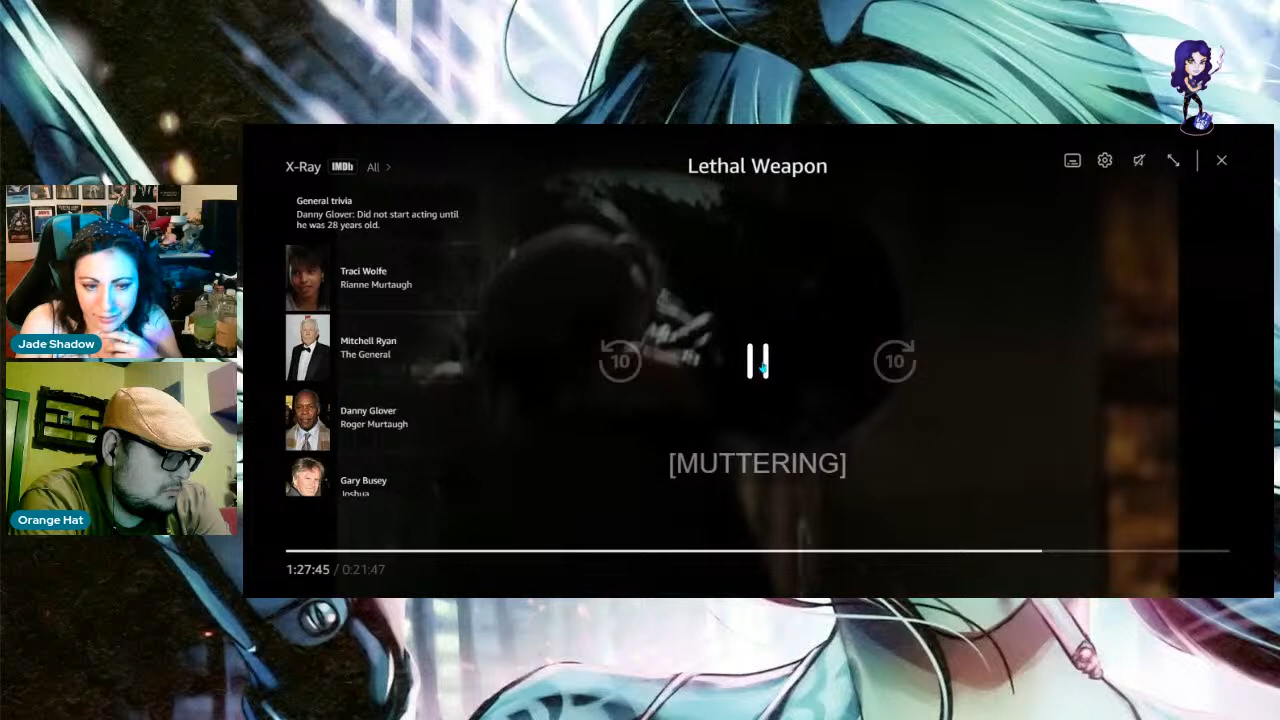 X-Ray IMDb All >
Lethal Weapon
General trivia
Danny Glover: Did not start acting until
he was 28 years old.
Traci Wolfe
Rianne Murtaugh
Mitchell Ryan
The General
Danny Glover
Roger Murtaugh
Gary Busey
Joshua
10
10
[MUTTERING]
1:27:45 / 0:21:47
Jade Shadow
Orange Hat